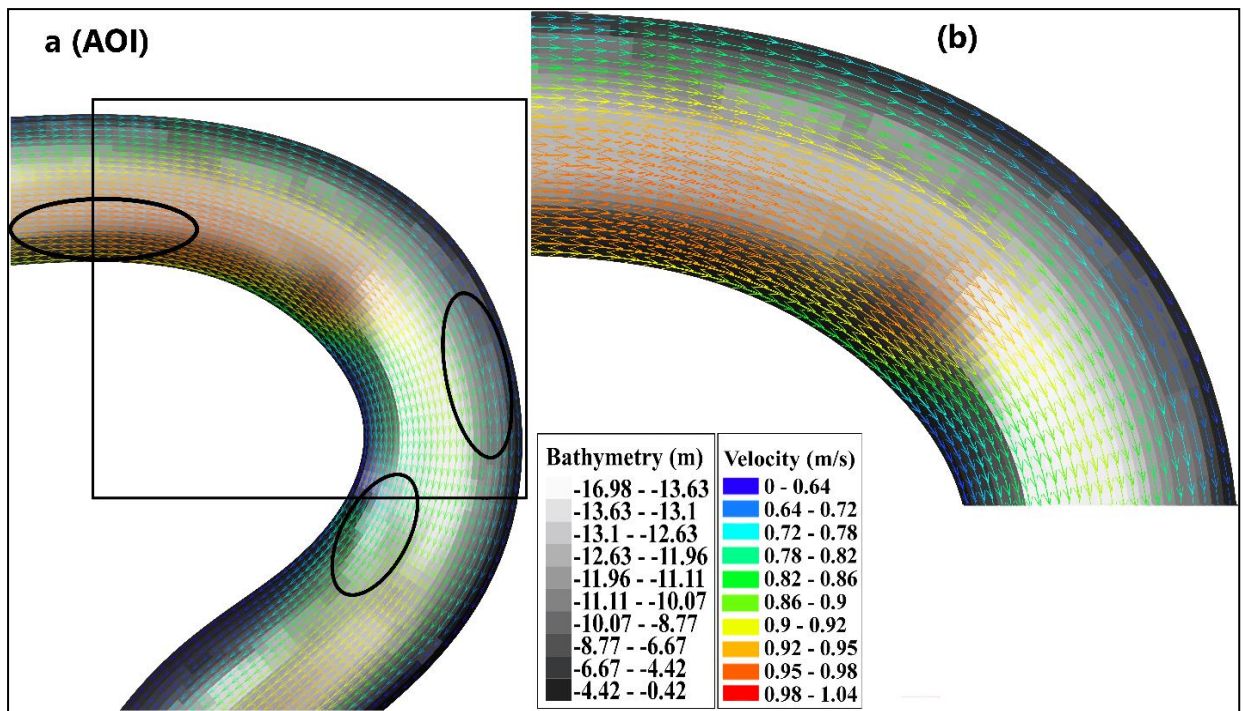 a (AOI)
(b)
Bathymetry (m)
-16.98 - -13.63
-13.63 - -13.1
-13.1 - -12.63
-12.63 - -11.96
-11.96 - -11.11
-11.11 - -10.07
-10.07 - -8.77
-8.77 - -6.67
-6.67 - -4.42
-4.42 - -0.42
Velocity (m/s)
0 - 0.64
0.64 - 0.72
0.72 - 0.78
0.78 - 0.82
0.82 - 0.86
0.86 - 0.9
0.9 - 0.92
0.92 - 0.95
0.95 - 0.98
0.98 - 1.04